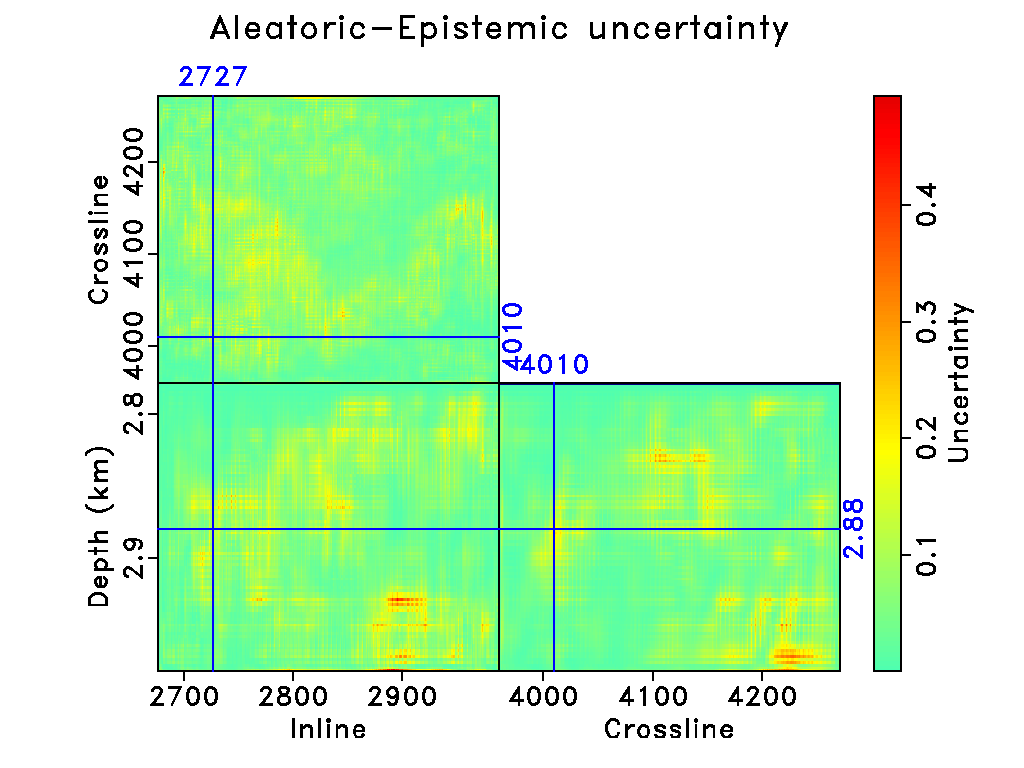 Aleatoric-Epistemic uncertainty
2727
4200
4100
4000
Crossline
4010
4010
2.8
2.9
Depth (km)
2.88
2700 2800 2900
Inline
4000 4100 4200
Crossline
0.4
0.3
0.2
0.1
Uncertainty